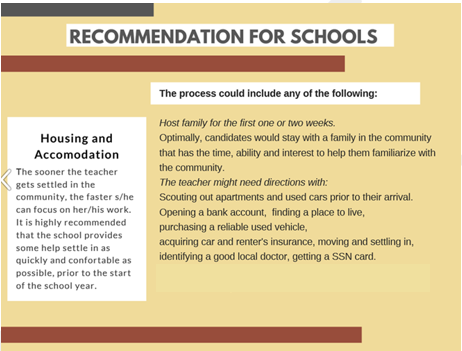 RECOMMENDATION FOR SCHOOLS
The process could include any of the following:
Housing and
Accomodation
The sooner the teacher
gets settled in the
community, the faster s/he
can focus on her/his work.
It is highly recommended
that the school provides
some help settle in as
quickly and confortable as
possible, prior to the start
of the school year.
Host family for the first one or two weeks.
Optimally, candidates would stay with a family in the community
that has the time, ability and interest to help them familiarize with
the community.
The teacher might need directions with:
Scouting out apartments and used cars prior to their arrival.
Opening a bank account,  finding a place to live,
purchasing a reliable used vehicle,
acquiring car and renter's insurance, moving and settling in,
identifying a good local doctor, getting a SSN card.